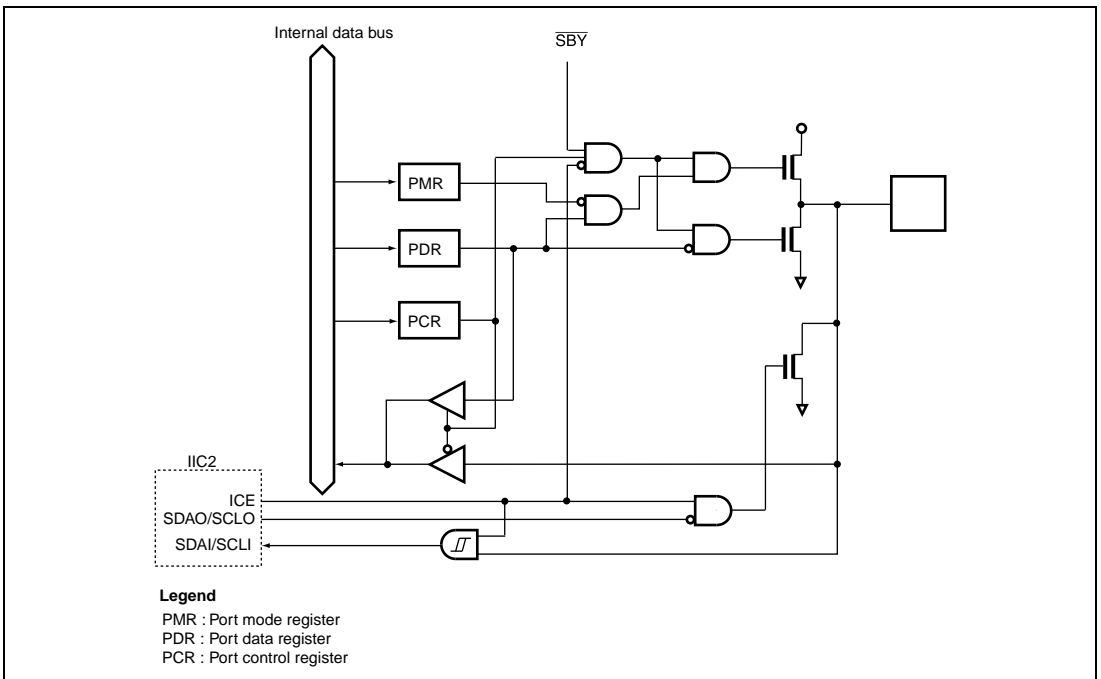 Internal data bus
SBY
PMR
PDR
PCR
IIC2
ICE
SDAO/SCLO
SDAI/SCLI
Legend
PMR : Port mode register
PDR : Port data register
PCR : Port control register